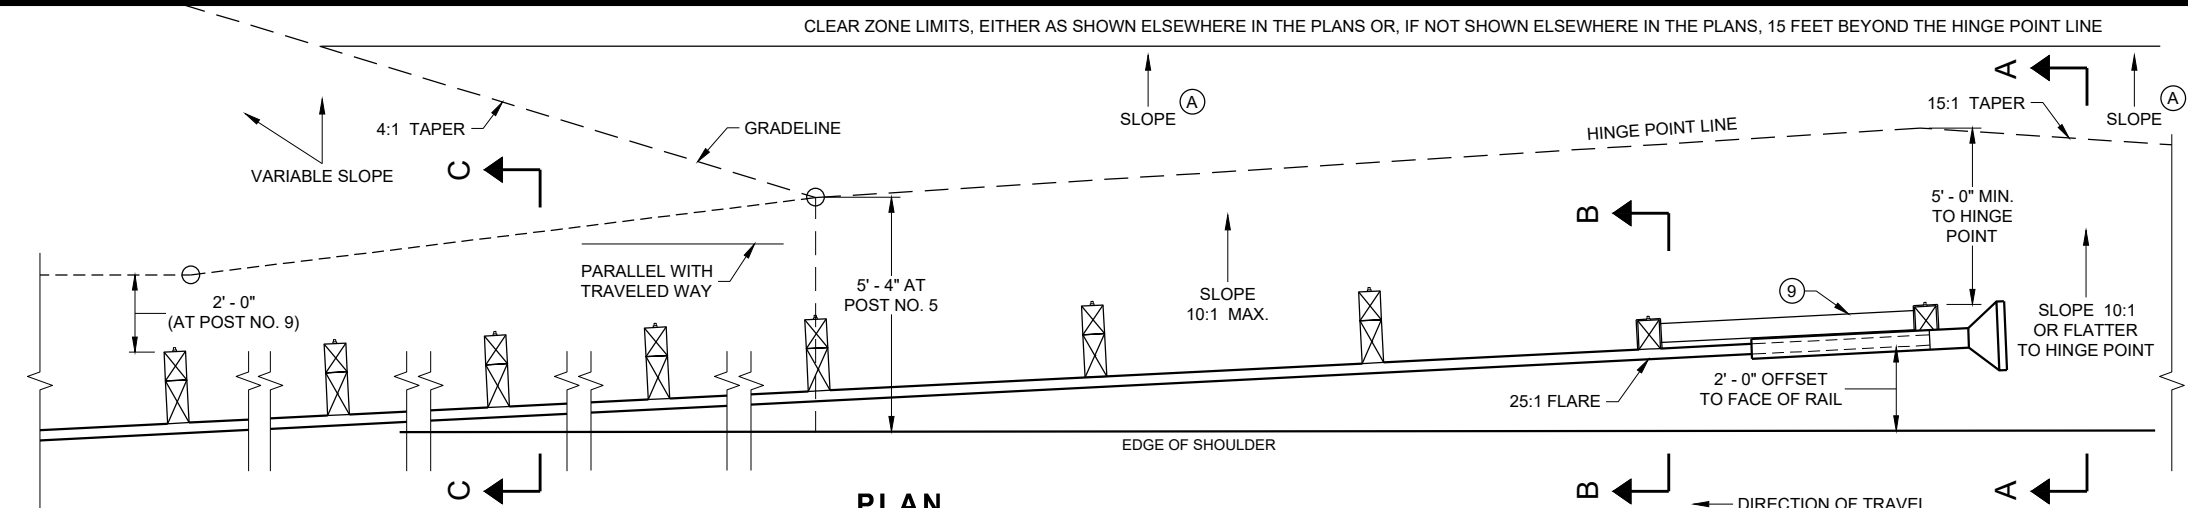 CLEAR ZONE LIMITS, EITHER AS SHOWN ELSEWHERE IN THE PLANS OR, IF NOT SHOWN ELSEWHERE IN THE PLANS, 15 FEET BEYOND THE HINGE POINT LINE
A
A
15:1 TAPER
SLOPE
A
SLOPE
4:1 TAPER
GRADELINE
HINGE POINT LINE
VARIABLE SLOPE
C
B
5' - 0" MIN.
TO HINGE
POINT
PARALLEL WITH
TRAVELED WAY
5' - 4" AT
POST NO. 5
2' - 0"
(AT POST NO. 9)
SLOPE
10:1 MAX.
9
SLOPE 10:1
OR FLATTER
TO HINGE POINT
2' - 0" OFFSET
TO FACE OF RAIL
25:1 FLARE
EDGE OF SHOULDER
C
B
A
PLAN
DIRECTION OF TRAVEL